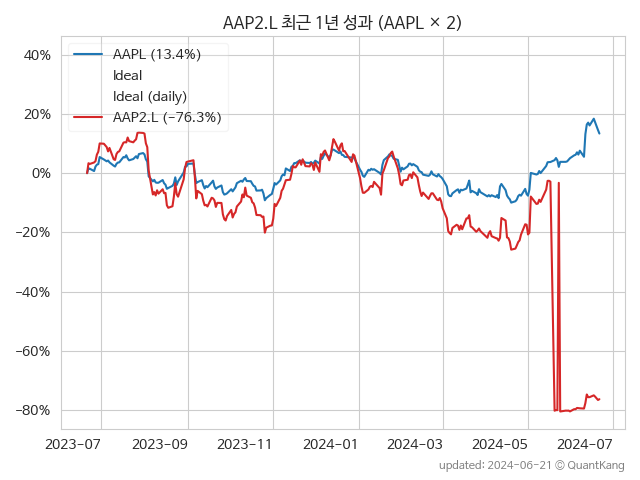 AAP2.L 최근 1년 성과 (AAPL × 2)
AAPL (13.4%)
Ideal
Ideal (daily)
AAP2.L (−76.3%)
40%
20%
0%
−20%
−40%
−60%
−80%
2023-07 2023-09 2023-11 2024-01 2024-03 2024-05 2024-07
updated: 2024-06-21 © QuantKang